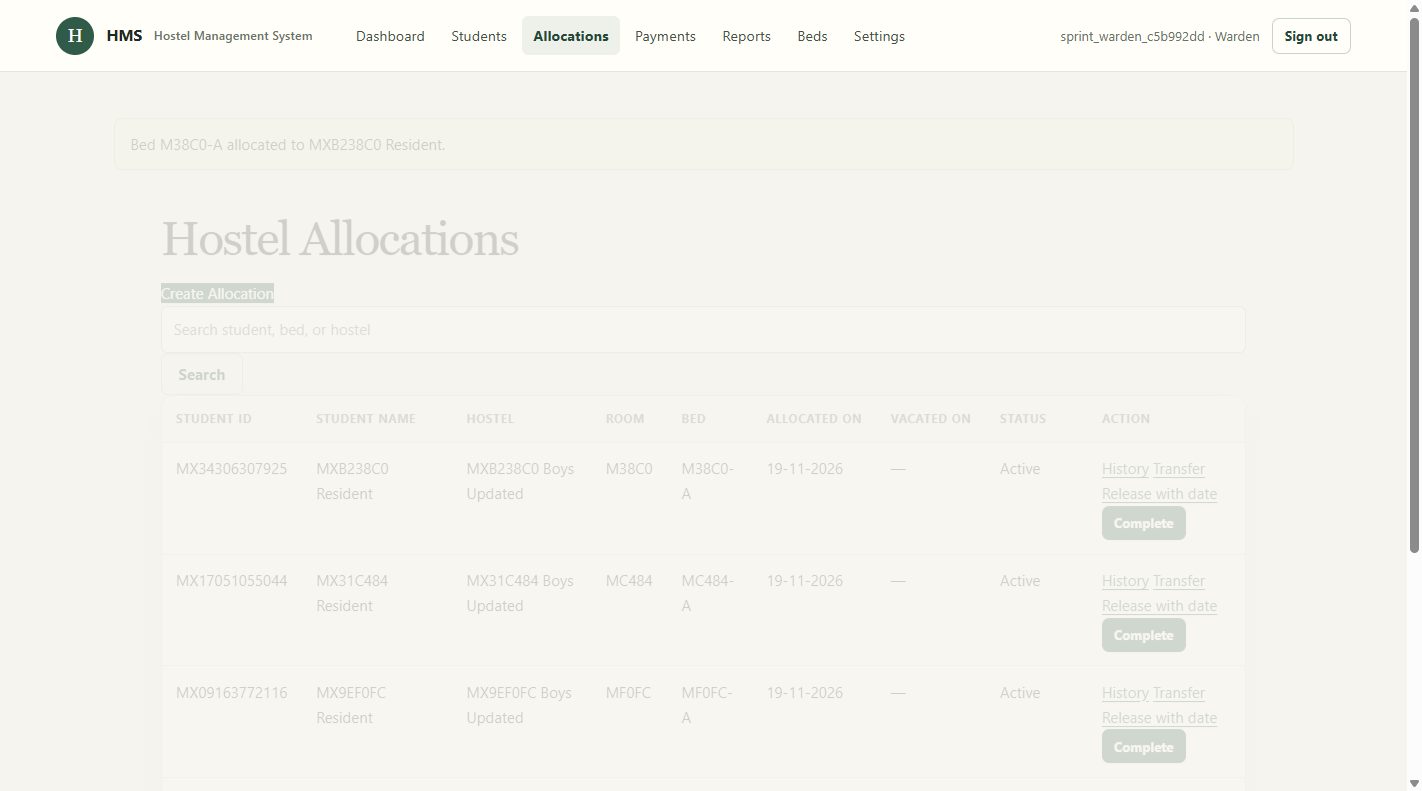 H HMS Hostel Management System Dashboard Students Allocations Payments Reports Beds Settings sprint_warden_c5b992dd · Warden Sign out
Bed M38C0-A allocated to MXB238C0 Resident.
Hostel Allocations
Create Allocation
Search student, bed, or hostel
Search
STUDENT ID STUDENT NAME HOSTEL ROOM BED ALLOCATED ON VACATED ON STATUS ACTION
MX34306307925 MXB238C0 MXB238C0 Boys M38C0 M38C0- 19-11-2026 — Active History Transfer
Resident Updated A Release with date
Complete
MX17051055044 MX31C484 MX31C484 Boys MC484 MC484- 19-11-2026 — Active History Transfer
Resident Updated A Release with date
Complete
MX09163772116 MX9EF0FC MX9EF0FC Boys MF0FC MF0FC- 19-11-2026 — Active History Transfer
Resident Updated A Release with date
Complete